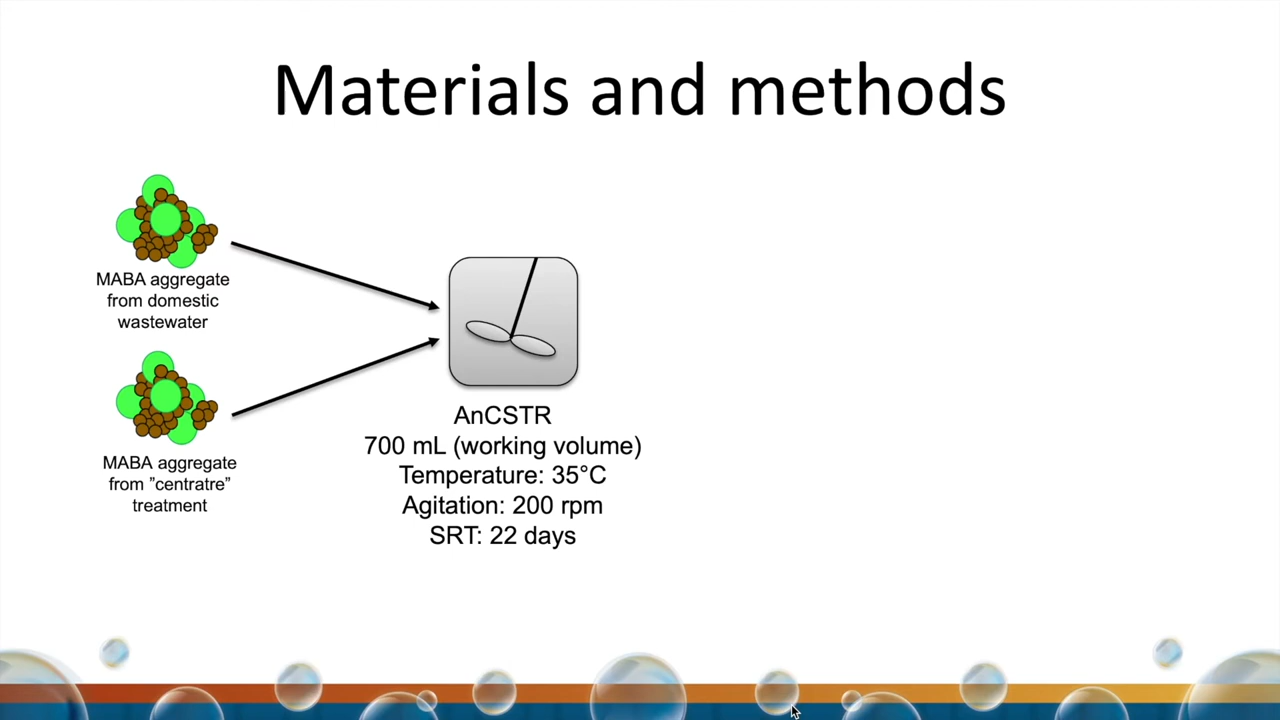 Materials and methods
MABA aggregate
from domestic
wastewater
MABA aggregate
from ”centratre”
treatment
AnCSTR
700 mL (working volume)
Temperature: 35°C
Agitation: 200 rpm
SRT: 22 days